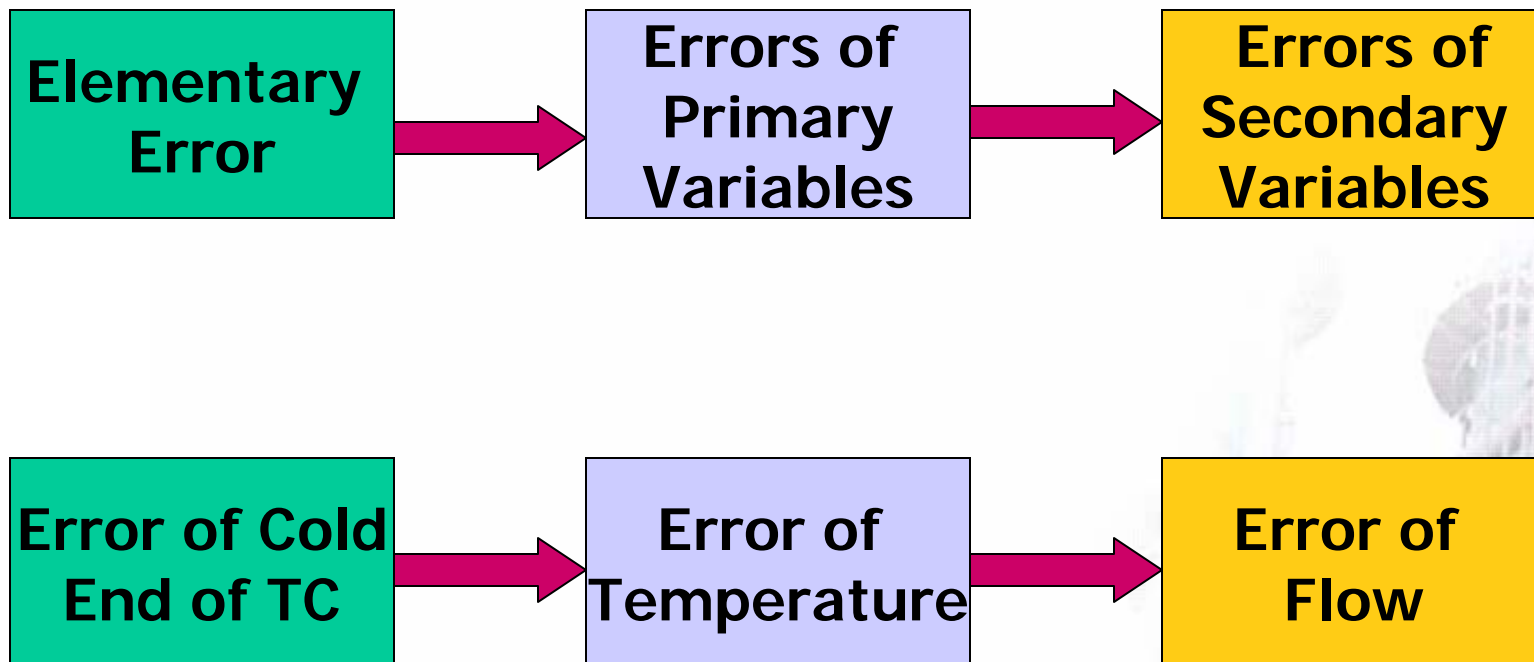 Elementary
Error
Errors of
Primary
Variables
Errors of
Secondary
Variables
Error of Cold
End of TC
Error of
Temperature
Error of
Flow